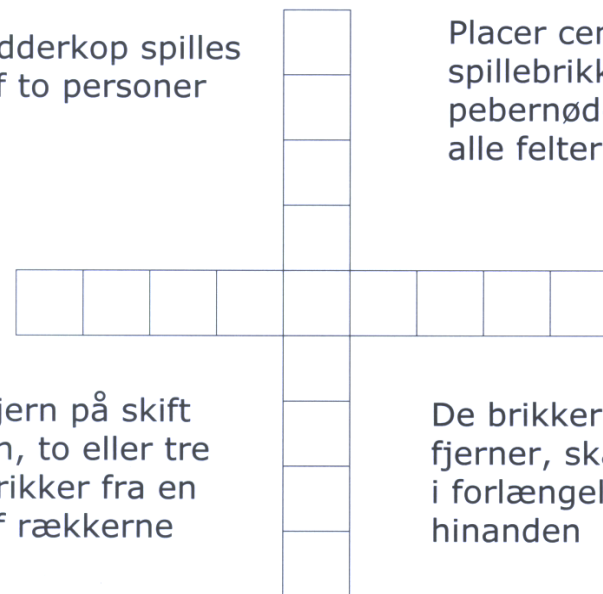 dderkop spilles
f to personer
Placer
spillebrikk
pebernød
alle felter
jern på skift
n, to eller tre
rikker fra en
f rækkerne
De brikker
fjerner, ska
i forlængel
hinanden